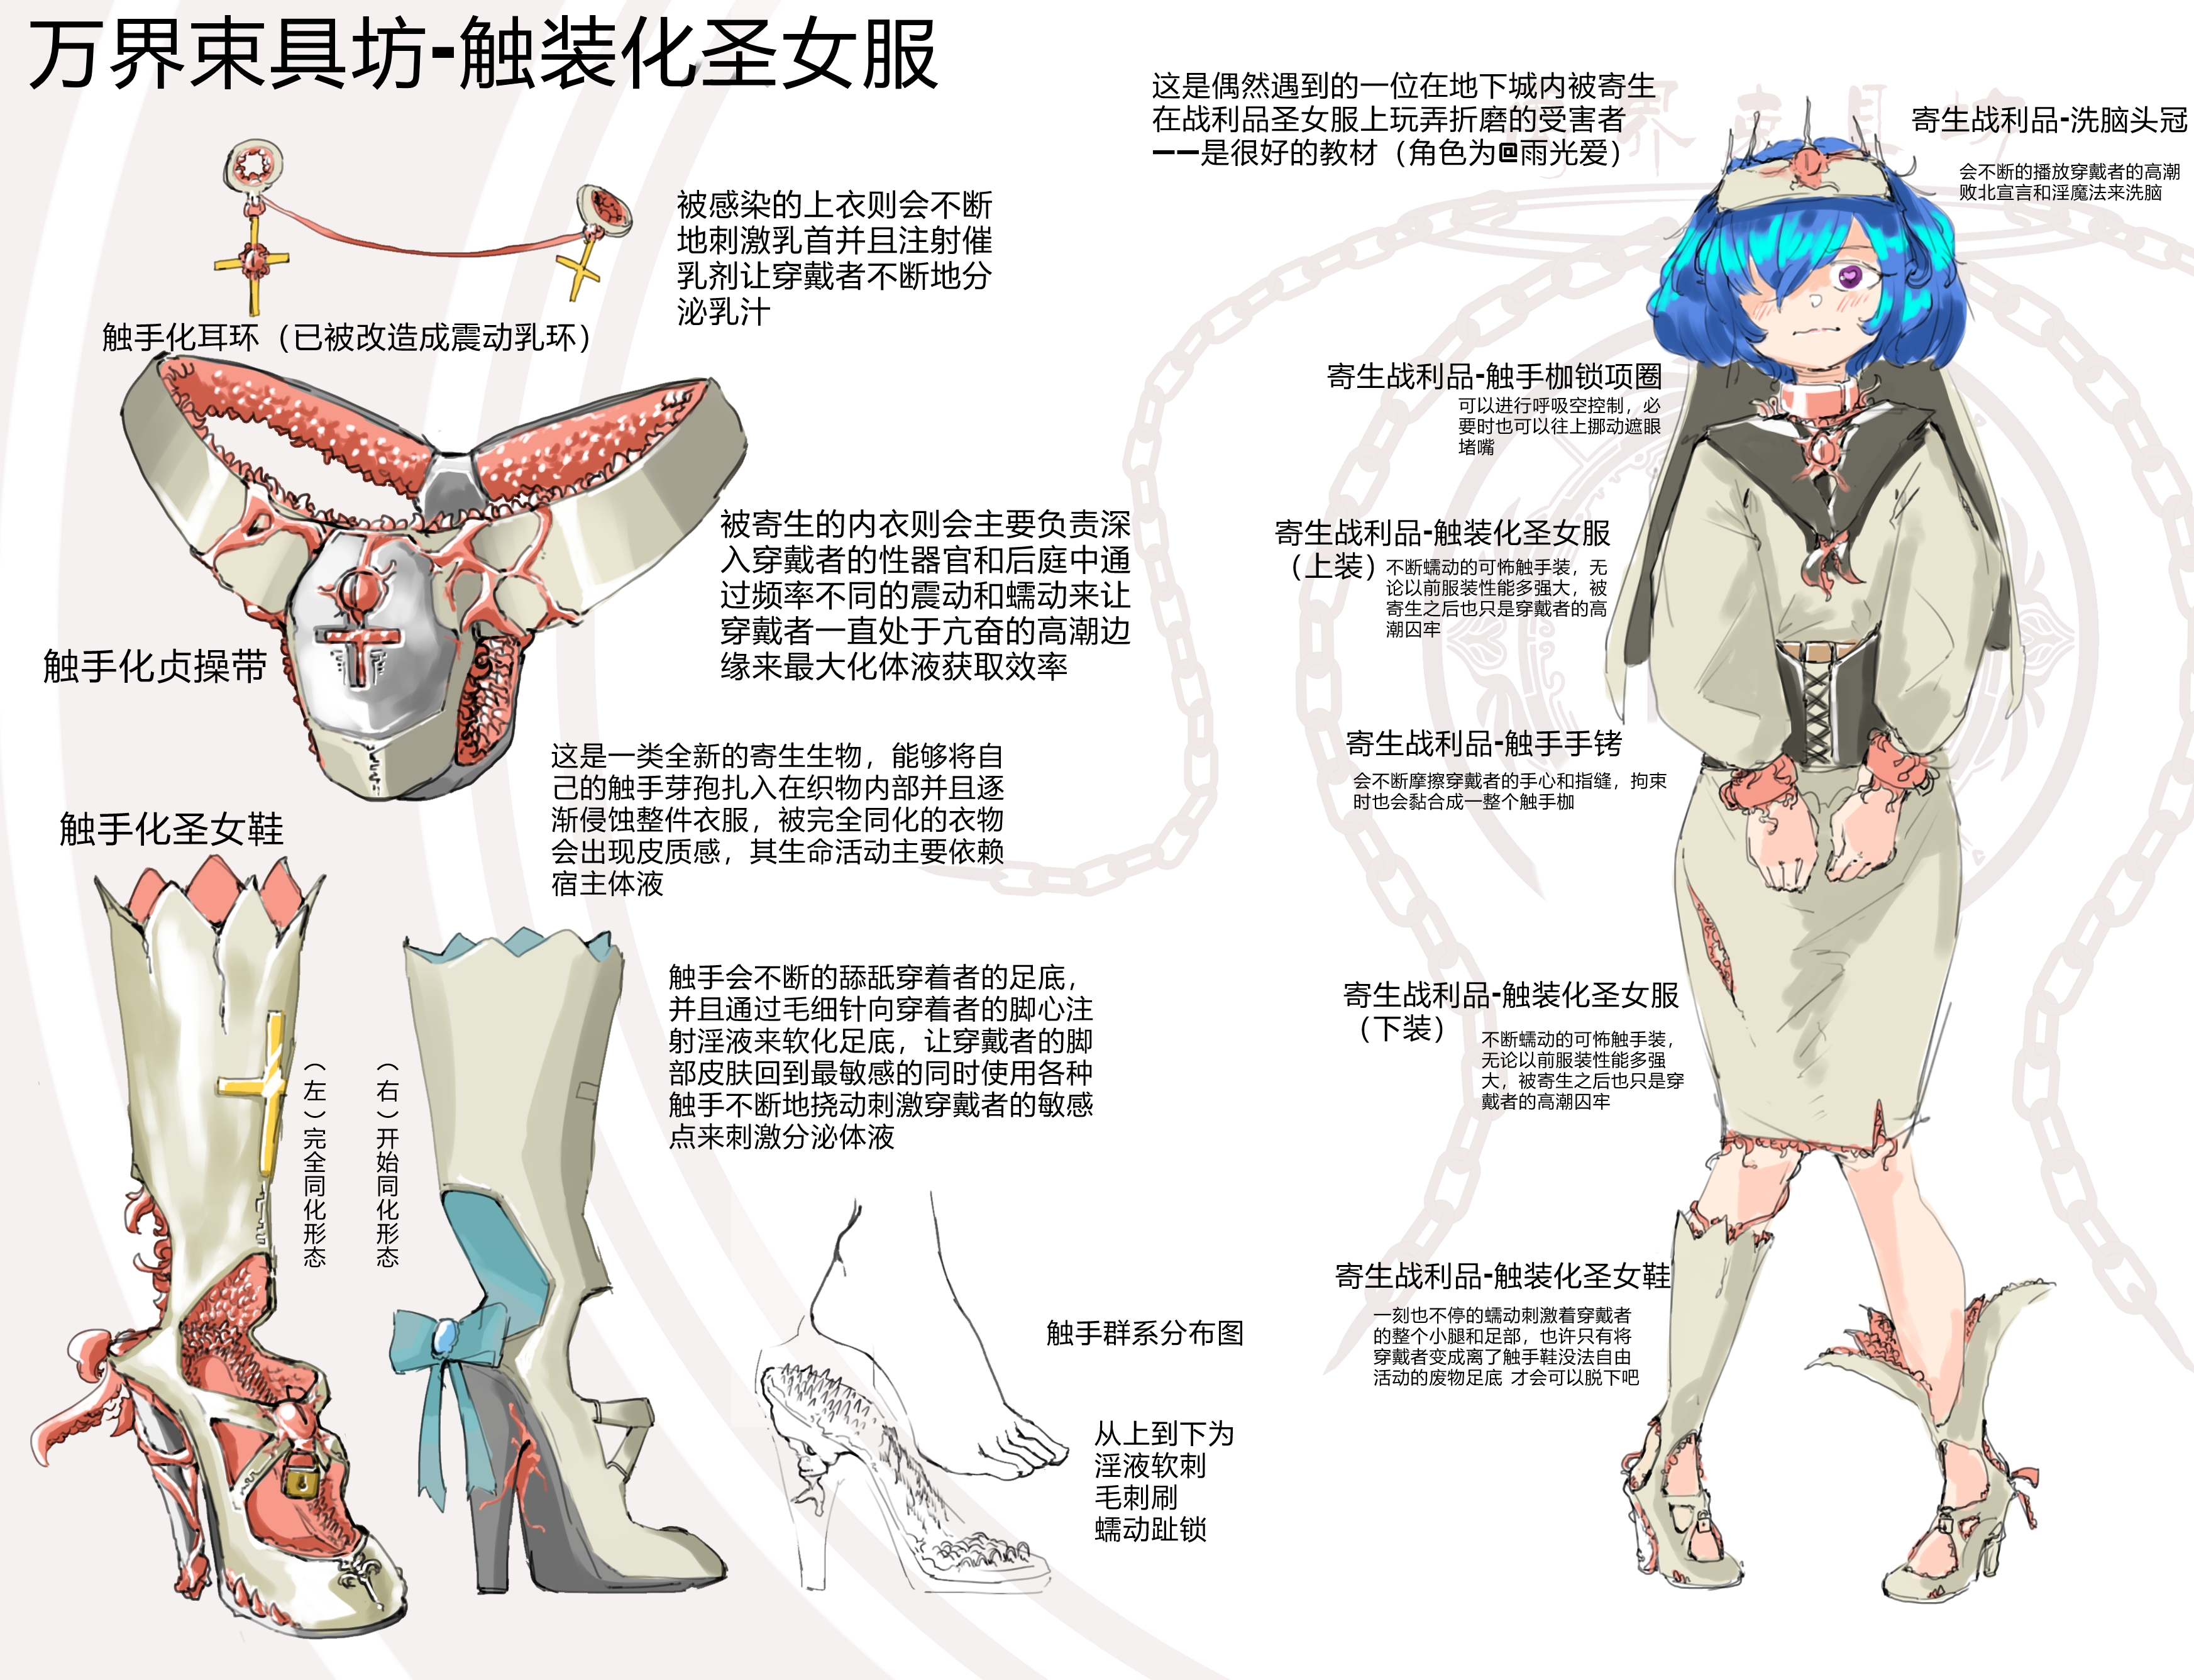 万界束具坊-触装化圣女服
这是偶然遇到的一位在地下城内被寄生
在战利品圣女服上玩弄折磨的受害者
——是很好的教材（角色为@雨光爱）
寄生战利品-洗脑头冠
会不断的播放穿戴者的高潮
败北宣言和淫魔法来洗脑
被感染的上衣则会不断
地刺激乳首并且注射催
乳剂让穿戴者不断地分
泌乳汁
触手化耳环（已被改造成震动乳环）
寄生战利品-触手枷锁项圈
可以进行呼吸空控制，必
要时也可以往上挪动遮眼
堵嘴
被寄生的内衣则会主要负责深
入穿戴者的性器官和后庭中通
过频率不同的震动和蠕动来让
穿戴者一直处于亢奋的高潮边
缘来最大化体液获取效率
触手化贞操带
寄生战利品-触装化圣女服
（上装）
不断蠕动的可怖触手装，无
论以前服装性能多强大，被
寄生之后也只是穿戴者的高
潮囚牢
这是一类全新的寄生生物，能够将自
己的触手芽孢扎入在织物内部并且逐
渐侵蚀整件衣服，被完全同化的衣物
会出现皮质感，其生命活动主要依赖
宿主体液
寄生战利品-触手手铐
会不断摩擦穿戴者的手心和指缝，拘束
时也会黏合成一整个触手枷
触手化圣女鞋
（左）完全同化形态
（右）开始同化形态
触手会不断的舔舐穿着者的足底，
并且通过毛细针向穿着者的脚心注
射淫液来软化足底，让穿戴者的脚
部皮肤回到最敏感的同时使用各种
触手不断地挠动刺激穿戴者的敏感
点来刺激分泌体液
寄生战利品-触装化圣女服
（下装）
不断蠕动的可怖触手装，
无论以前服装性能多强
大，被寄生之后也只是穿
戴者的高潮囚牢
触手群系分布图
从上到下为
淫液软刺
毛刺刷
蠕动趾锁
寄生战利品-触装化圣女鞋
一刻也不停的蠕动刺激着穿戴者
的整个小腿和足部，也许只有将
穿戴者变成离了触手鞋没法自由
活动的废物足底 才会可以脱下吧